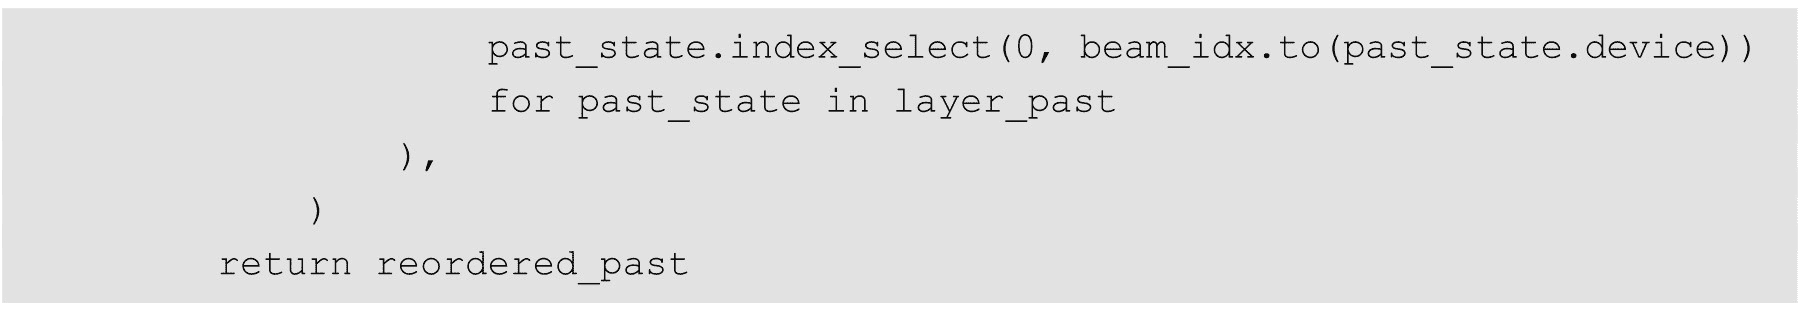 past_state.index_select(0, beam_idx.to(past_state.device))
for past_state in layer_past
),
)
return reordered_past